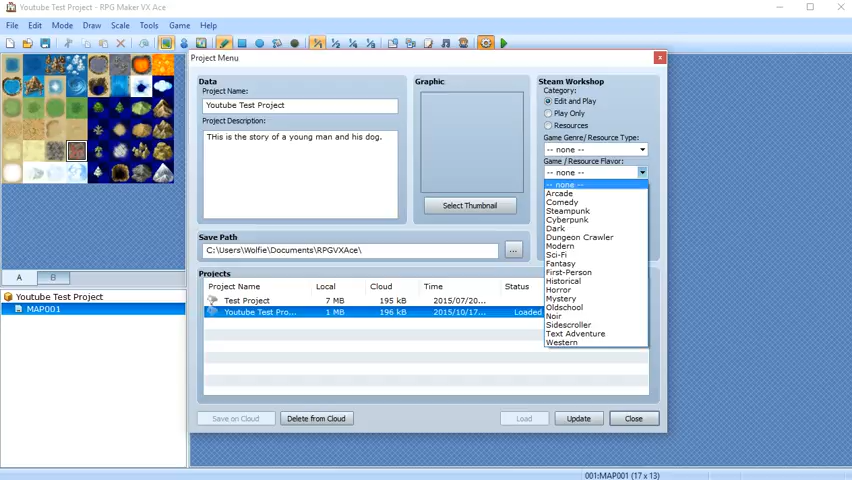 Youtube Test Project - RPG Maker VX Ace
File Edit Mode Draw Scale Tools Game Help
Project Menu
Data
Project Name:
Youtube Test Project
Project Description:
THis is the story of a young man and his dog.
Graphic
Select Thumbnail
Steam Workshop
Category:
Edit and Play
Play Only
Resources
Game Genre/Resource Type:
-- none --
Game / Resource Flavor:
-- none --
-- none --
Arcade
Comedy
Steampunk
Cyberpunk
Dark
Dungeon Crawler
Modern
Sci-Fi
Fantasy
First-Person
Historical
Horror
Mystery
Oldschool
Noir
Sidescroller
Text Adventure
Western
Save Path
C:\Users\Wolfie\Documents\RPGVXAce\
...
Projects
Project Name Local Cloud Time Status
Test Project 7 MB 195 kB 2015/07/20...
Youtube Test Pro... 1 MB 196 kB 2015/10/17... Loaded
Save on Cloud Delete from Cloud Load Update Close
A B
Youtube Test Project
MAP001
001:MAP001 (17 x 13)